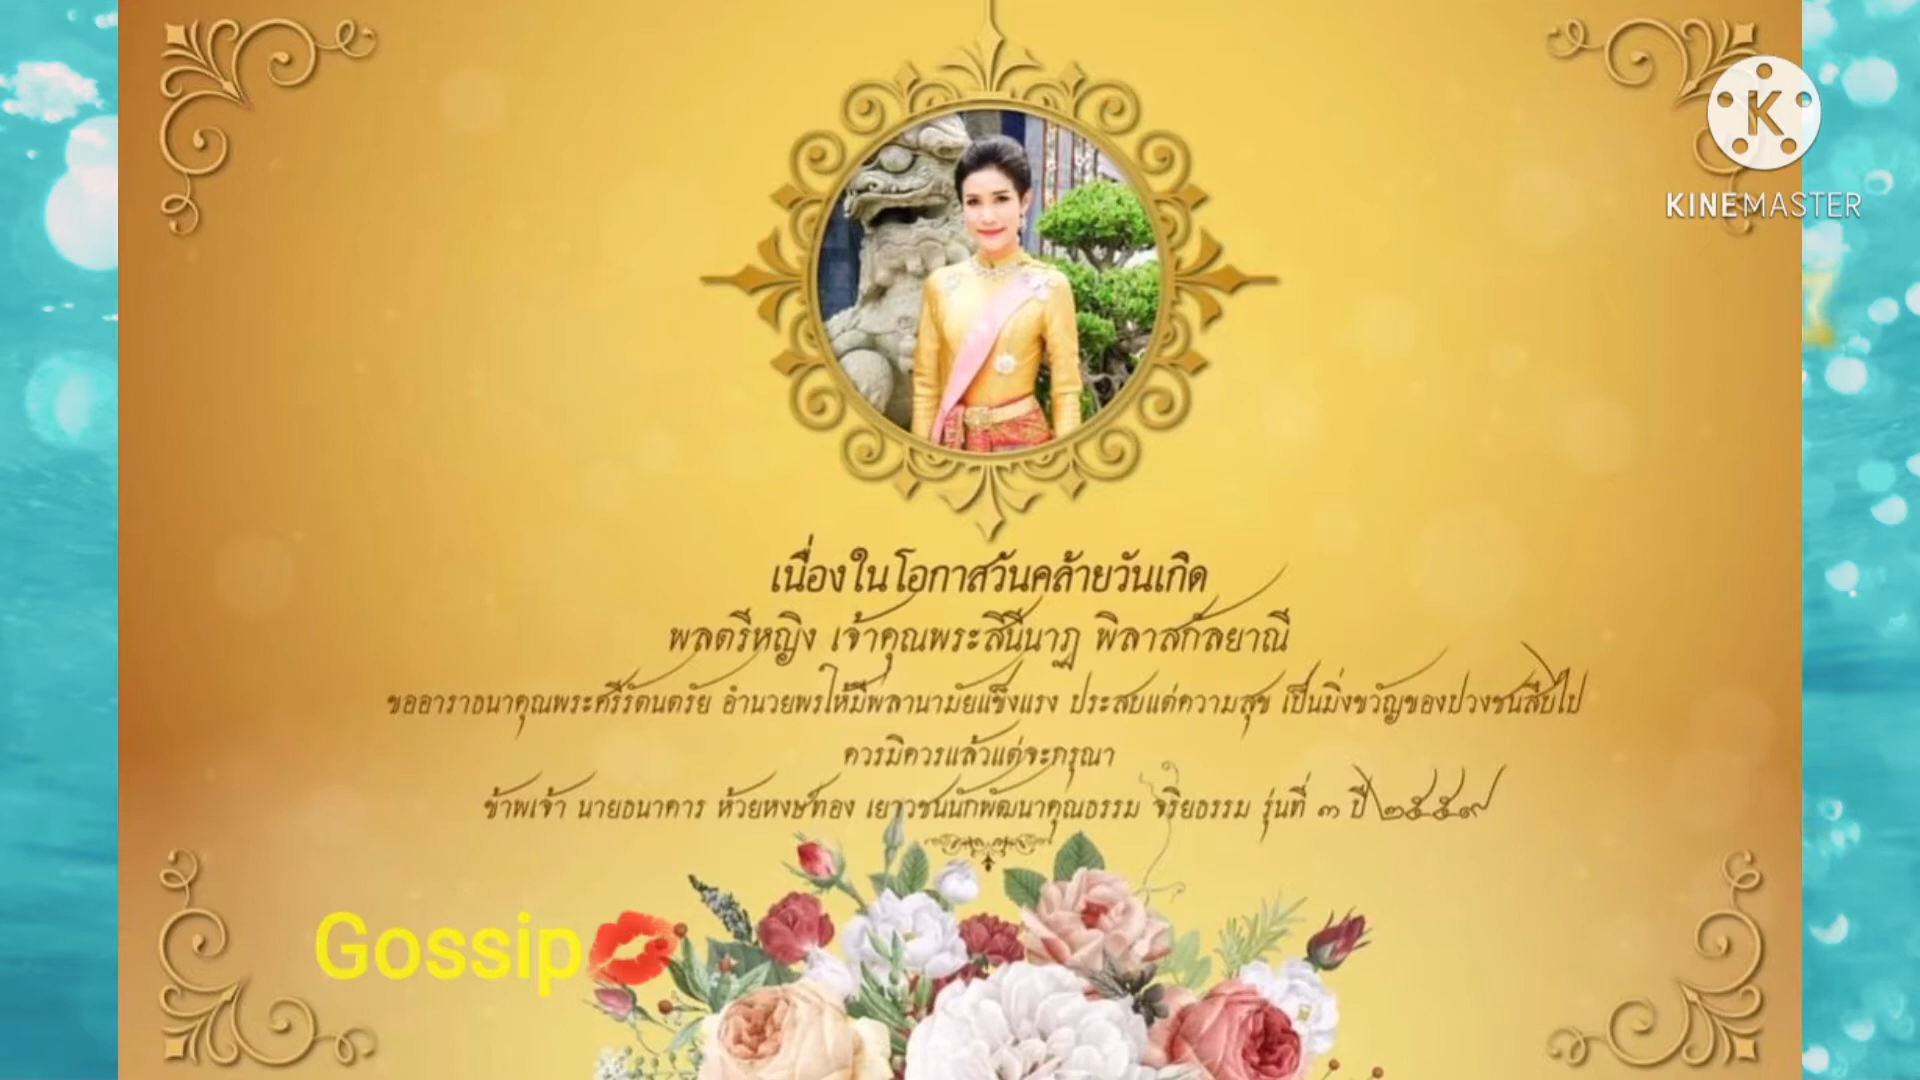 KINEMASTER
เนื่องในโอกาสวันคล้ายวันเกิด
พลตรีหญิง เจ้าคุณพระสินีนาฏ พิลาสกัลยาณี
ขออาราธนาคุณพระศรีรัตนตรัย อำนวยพรให้มีพลานามัยแข็งแรง ประสบแต่ความสุข เป็นมิ่งขวัญของปวงชนสืบไป
ควรมิควรแล้วแต่จะกรุณา
ข้าพเจ้า นายธนาคาร ห้วยหงษ์ทอง เยาวชนนักพัฒนาคุณธรรม จริยธรรม รุ่นที่ ๓ ปี ๒๕๕๙
Gossip